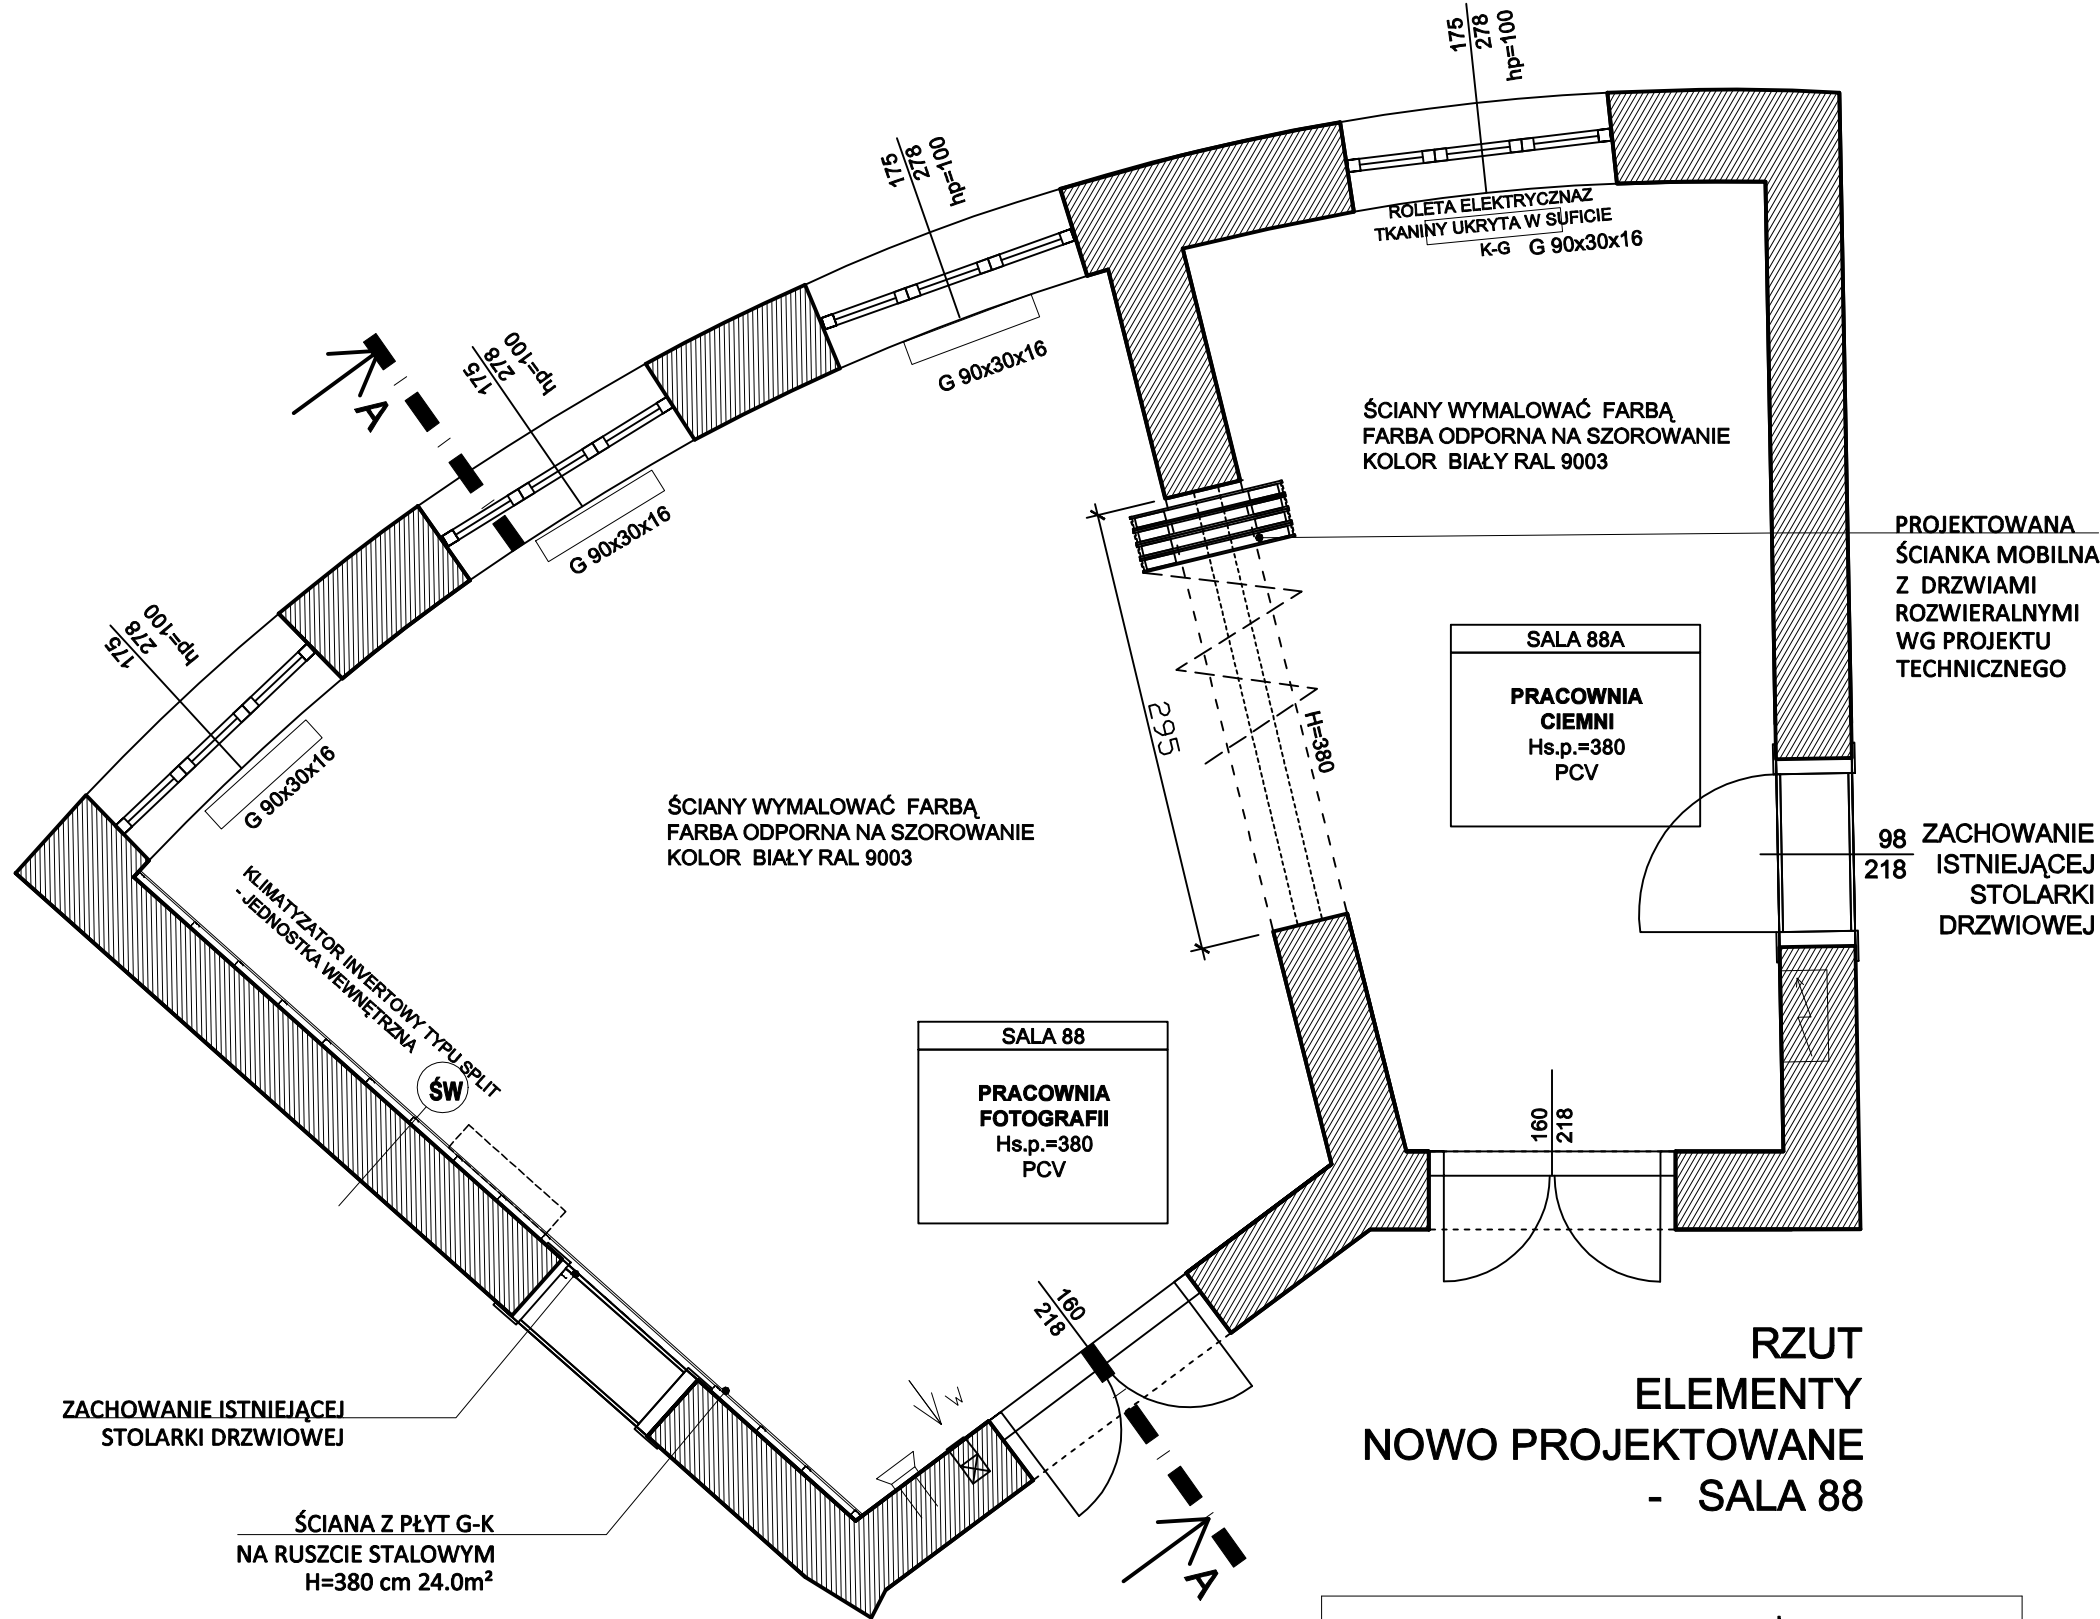 175
278
hp=100
175
278
hp=100
ROLETA ELEKTRYCZNAZ
TKANINY UKRYTA W SUFICIE
K-G G 90x30x16
175
278
hp=100
G 90x30x16
A
ŚCIANY WYMALOWAĆ FARBĄ
FARBA ODPORNA NA SZOROWANIE
KOLOR BIAŁY RAL 9003
G 90x30x16
PROJEKTOWANA
ŚCIANKA MOBILNA
Z DRZWIAMI
ROZWIERALNYMI
WG PROJEKTU
TECHNICZNEGO
175
278
hp=100
G 90x30x16
295
H=380
SALA 88A
PRACOWNIA
CIEMNI
Hs.p.=380
PCV
ŚCIANY WYMALOWAĆ FARBĄ
FARBA ODPORNA NA SZOROWANIE
KOLOR BIAŁY RAL 9003
98
218
ZACHOWANIE
ISTNIEJĄCEJ
STOLARKI
DRZWIOWEJ
KLIMATYZATOR INVERTOWY TYPU SPLIT
- JEDNOSTKA WEWNĘTRZNA
ŚW
SALA 88
PRACOWNIA
FOTOGRAFII
Hs.p.=380
PCV
160
218
160
218
W
ZACHOWANIE ISTNIEJĄCEJ
STOLARKI DRZWIOWEJ
ŚCIANA Z PŁYT G-K
NA RUSZCIE STALOWYM
H=380 cm 24.0m²
A
RZUT
ELEMENTY
NOWO PROJEKTOWANE
- SALA 88